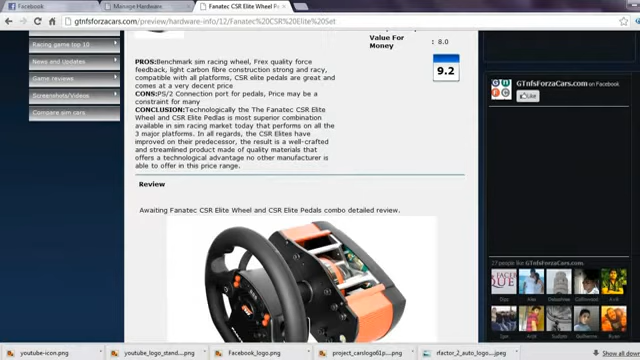 Facebook
Manage Hardware
Fanatec CSR Elite Wheel P
gtnfsforzacars.com/preview/hardware-info/12/Fanatec%20CSR%20Elite%20Set
Racing game top 10
News and Updates
Game reviews
Screenshots/Videos
Compare sim cars
Value For
Money
: 8.0
9.2
PROS:Benchmark sim racing wheel, Frex quality force
feedback, light carbon fibre construction strong and racy,
compatible with all platforms, CSR elite pedals are great and
comes at a very decent price
CONS:PS/2 Connection port for pedals, Price may be a
constraint for many
CONCLUSION:Technologically the The Fanatec CSR Elite
Wheel and CSR Elite Pedlas is most superior combination
available in sim racing market today that performs on all the
3 major platforms. In all regards, the CSR Elites have
improved on their predecessor, the result is a well-crafted
and streamlined product made of quality materials that
offers a technological advantage no other manufacturer is
able to offer in this price range.
Review
Awaiting Fanatec CSR Elite Wheel and CSR Elite Pedals combo detailed review.
GTnfsForzaCars.com on Facebook
Like
27 people like GTnfsForzaCars.com
youtube-icon.png
youtube_logo_stand....png
Facebook_logo.png
project_carslogo61p....png
rfactor_2_auto_logo....jpeg
Show all dow